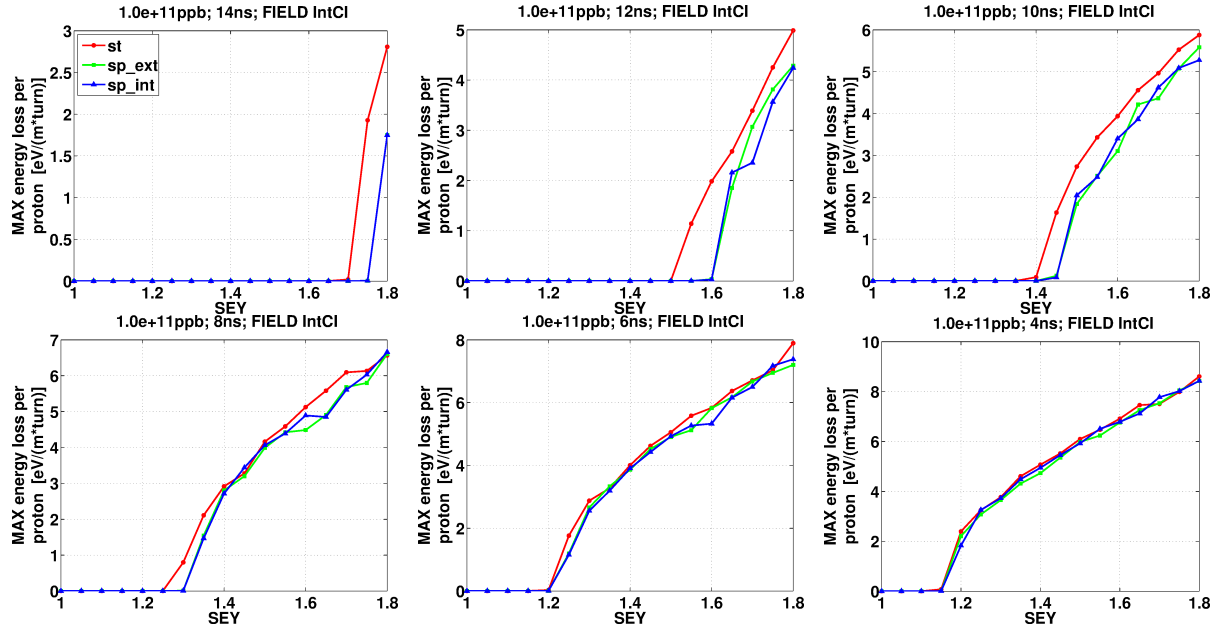 1.0e+11ppb; 14ns; FIELD IntCI
MAX energy loss per
proton [eV/(m*turn)]
3
2.5
2
1.5
1
0.5
0
st
sp_ext
sp_int
1
1.2
1.4
1.6
1.8
SEY
1.0e+11ppb; 12ns; FIELD IntCI
MAX energy loss per
proton [eV/(m*turn)]
5
4
3
2
1
0
1
1.2
1.4
1.6
1.8
SEY
1.0e+11ppb; 10ns; FIELD IntCI
MAX energy loss per
proton [eV/(m*turn)]
6
5
4
3
2
1
0
1
1.2
1.4
1.6
1.8
SEY
1.0e+11ppb; 8ns; FIELD IntCI
MAX energy loss per
proton [eV/(m*turn)]
7
6
5
4
3
2
1
0
1
1.2
1.4
1.6
1.8
SEY
1.0e+11ppb; 6ns; FIELD IntCI
MAX energy loss per
proton [eV/(m*turn)]
8
6
4
2
0
1
1.2
1.4
1.6
1.8
SEY
1.0e+11ppb; 4ns; FIELD IntCI
MAX energy loss per
proton [eV/(m*turn)]
10
8
6
4
2
0
1
1.2
1.4
1.6
1.8
SEY